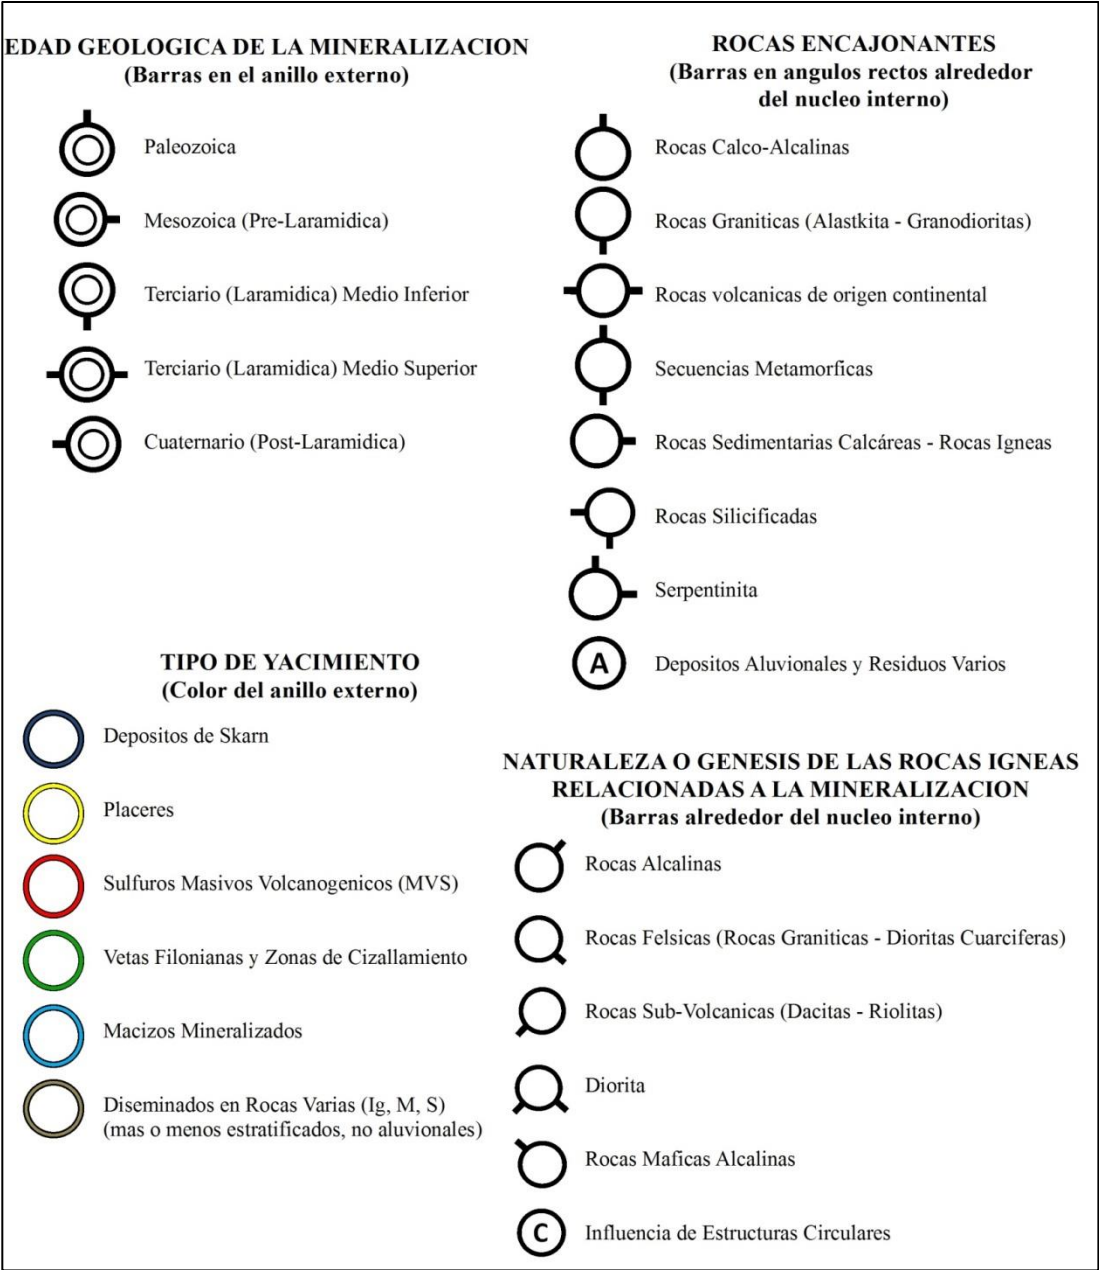 EDAD GEOLOGICA DE LA MINERALIZACION
(Barras en el anillo externo)
Paleozoica
Mesozoica (Pre-Laramidica)
Terciario (Laramidica) Medio Inferior
Terciario (Laramidica) Medio Superior
Cuaternario (Post-Laramidica)
ROCAS ENCAJONANTES
(Barras en angulos rectos alrededor
del nucleo interno)
Rocas Calco-Alcalinas
Rocas Graniticas (Alastkita - Granodioritas)
Rocas volcanicas de origen continental
Secuencias Metamorficas
Rocas Sedimentarias Calcáreas - Rocas Igneas
Rocas Silicificadas
Serpentinita
A Depositos Aluvionales y Residuos Varios
TIPO DE YACIMIENTO
(Color del anillo externo)
Depositos de Skarn
Placeres
Sulfuros Masivos Volcanogenicos (MVS)
Vetas Filonianas y Zonas de Cizallamiento
Macizos Mineralizados
Diseminados en Rocas Varias (Ig, M, S)
(mas o menos estratificados, no aluvionales)
NATURALEZA O GENESIS DE LAS ROCAS IGNEAS
RELACIONADAS A LA MINERALIZACION
(Barras alrededor del nucleo interno)
Rocas Alcalinas
Rocas Felsicas (Rocas Graniticas - Dioritas Cuarciferas)
Rocas Sub-Volcanicas (Dacitas - Riolitas)
Diorita
Rocas Maficas Alcalinas
C Influencia de Estructuras Circulares